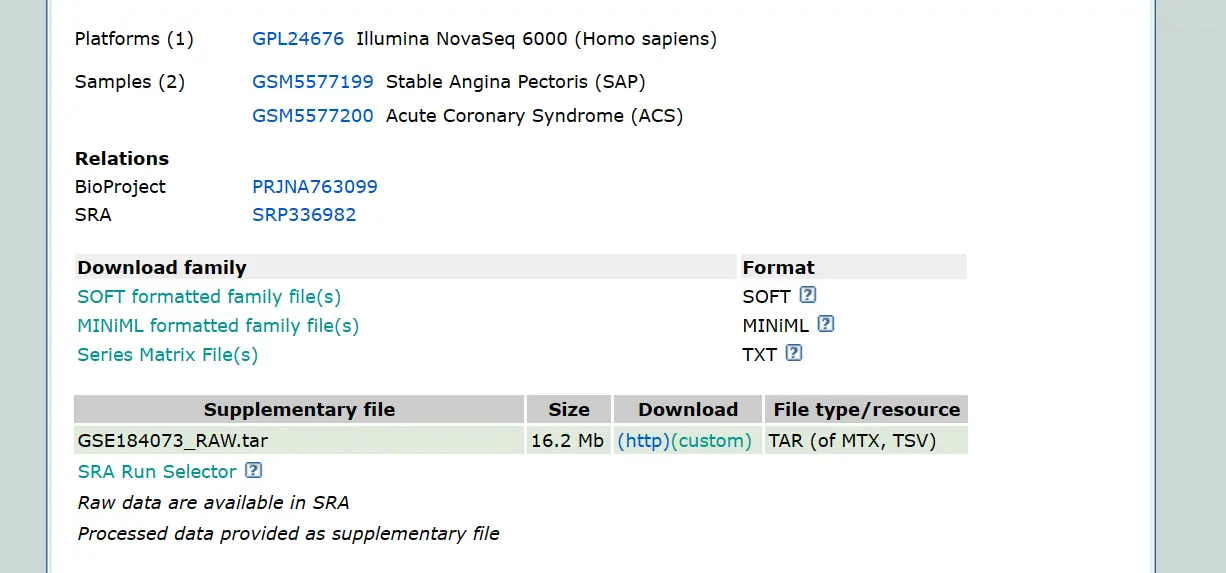 Platforms (1) GPL24676 Illumina NovaSeq 6000 (Homo sapiens)
Samples (2) GSM5577199 Stable Angina Pectoris (SAP)
GSM5577200 Acute Coronary Syndrome (ACS)
Relations
BioProject PRJNA763099
SRA SRP336982
Download family Format
SOFT formatted family file(s) SOFT ?
MINiML formatted family file(s) MINiML ?
Series Matrix File(s) TXT ?
Supplementary file Size Download File type/resource
GSE184073_RAW.tar 16.2 Mb (http)(custom) TAR (of MTX, TSV)
SRA Run Selector ?
Raw data are available in SRA
Processed data provided as supplementary file